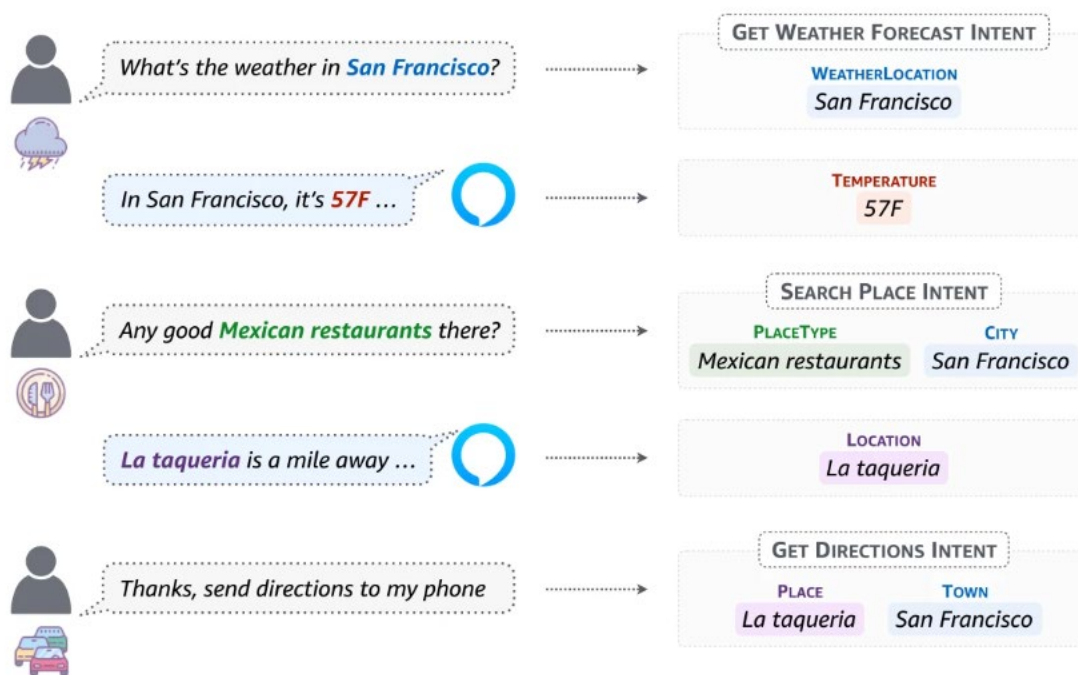 GET WEATHER FORECAST INTENT
What's the weather in San Francisco?
WEATHERLOCATION
San Francisco
In San Francisco, it's 57F ...
TEMPERATURE
57F
SEARCH PLACE INTENT
Any good Mexican restaurants there?
PLACETYPE CITY
Mexican restaurants San Francisco
La taqueria is a mile away ...
LOCATION
La taqueria
GET DIRECTIONS INTENT
Thanks, send directions to my phone
PLACE TOWN
La taqueria San Francisco